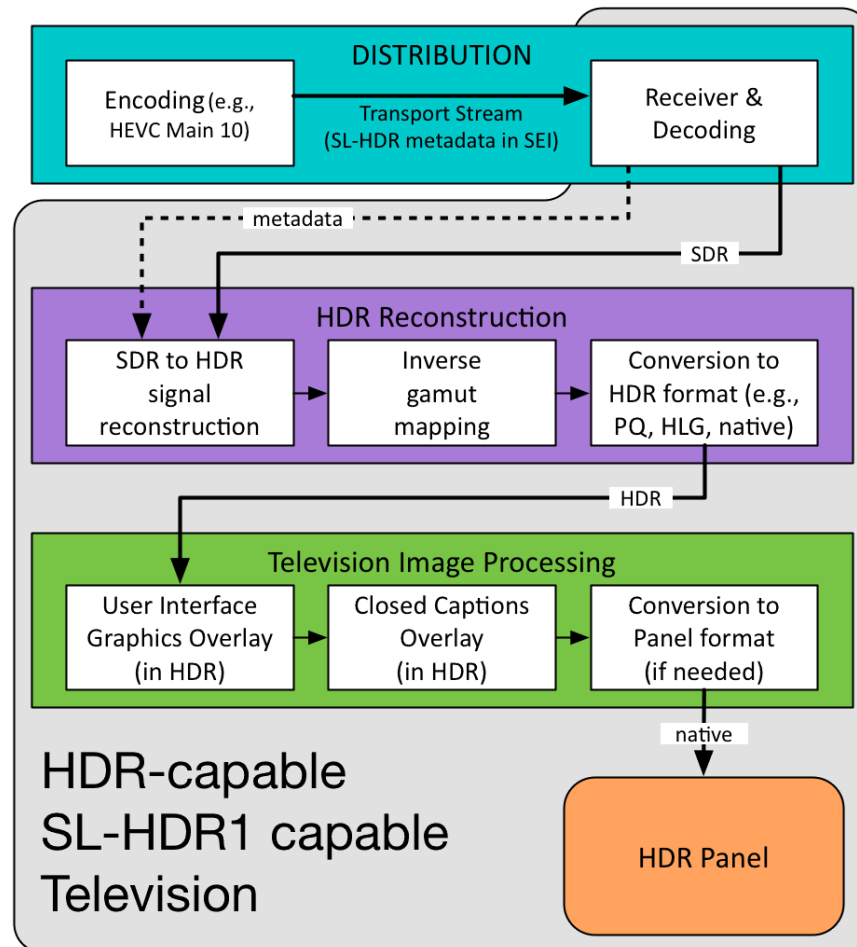 DISTRIBUTION
Encoding (e.g.,
HEVC Main 10)
Transport Stream
(SL-HDR metadata in SEI)
Receiver &
Decoding
metadata
SDR
HDR Reconstruction
SDR to HDR
signal
reconstruction
Inverse
gamut
mapping
Conversion to
HDR format (e.g.,
PQ, HLG, native)
HDR
Television Image Processing
User Interface
Graphics Overlay
(in HDR)
Closed Captions
Overlay
(in HDR)
Conversion to
Panel format
(if needed)
native
HDR-capable
SL-HDR1 capable
Television
HDR Panel